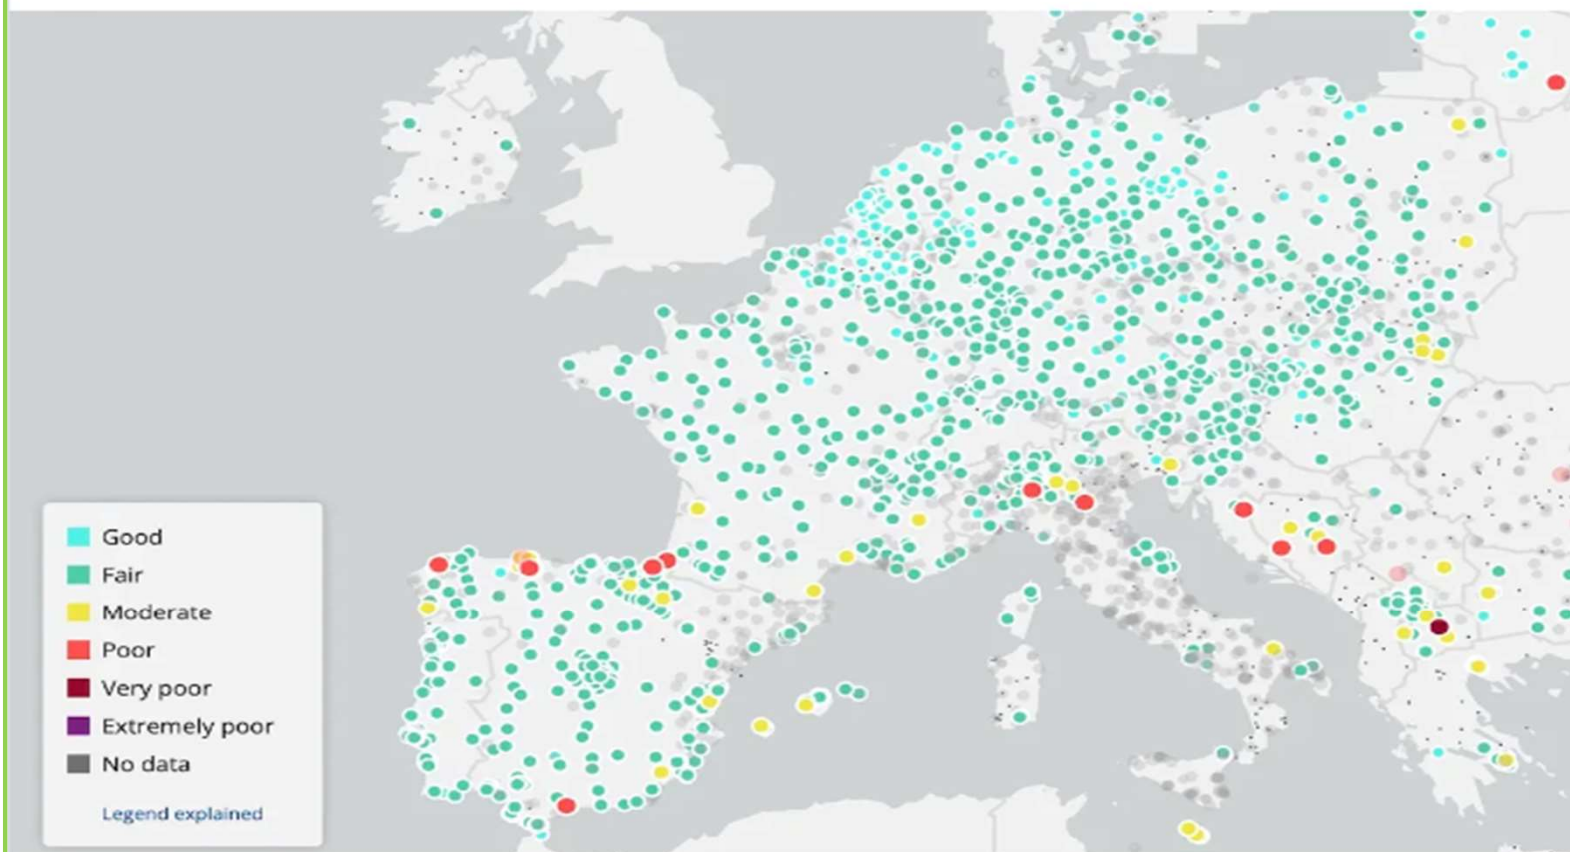 Good
Fair
Moderate
Poor
Very poor
Extremely poor
No data
Legend explained